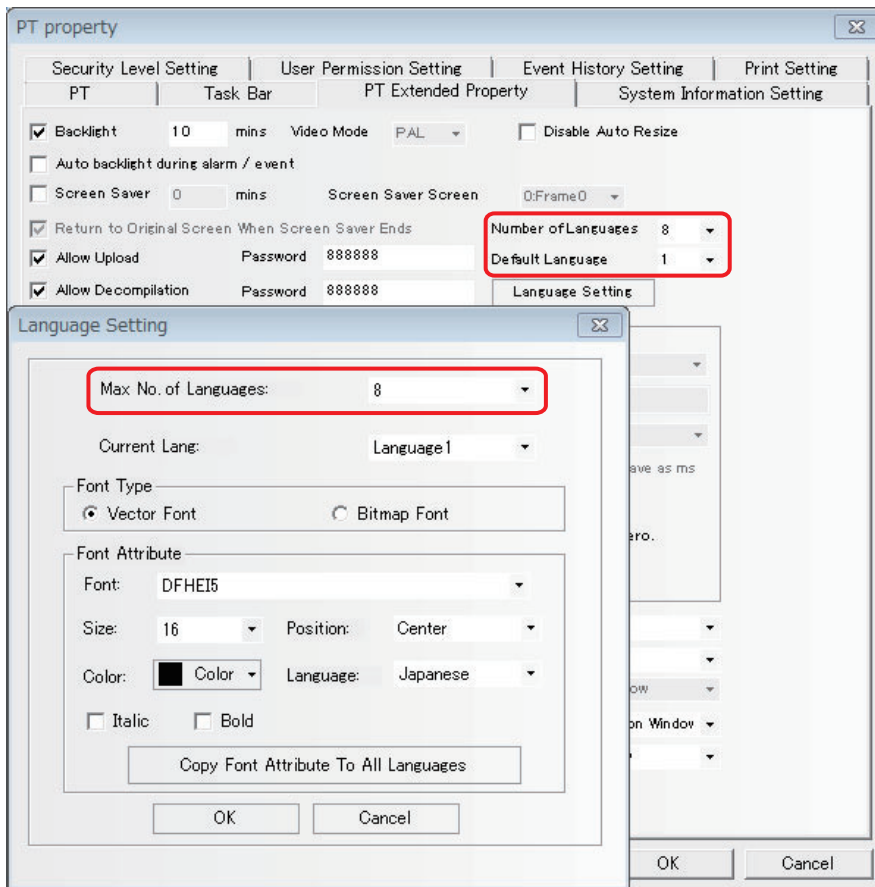 PT property
Security Level Setting User Permission Setting Event History Setting Print Setting
PT Task Bar PT Extended Property System Information Setting
Backlight 10 mins Video Mode PAL Disable Auto Resize
Auto backlight during alarm / event
Screen Saver 0 mins Screen Saver Screen 0:Frame0
Return to Original Screen When Screen Saver Ends Number of Languages 8
Allow Upload Password 888888 Default Language 1
Allow Decompilation Password 888888 Language Setting
Language Setting
Max No. of Languages: 8
Current Lang: Language1
ave as ms
Font Type
Vector Font Bitmap Font
ero.
Font Attribute
Font: DFHEI5
Size: 16 Position: Center
Color: Color Language: Japanese
ow
Italic Bold
on Window
Copy Font Attribute To All Languages
OK Cancel
OK Cancel